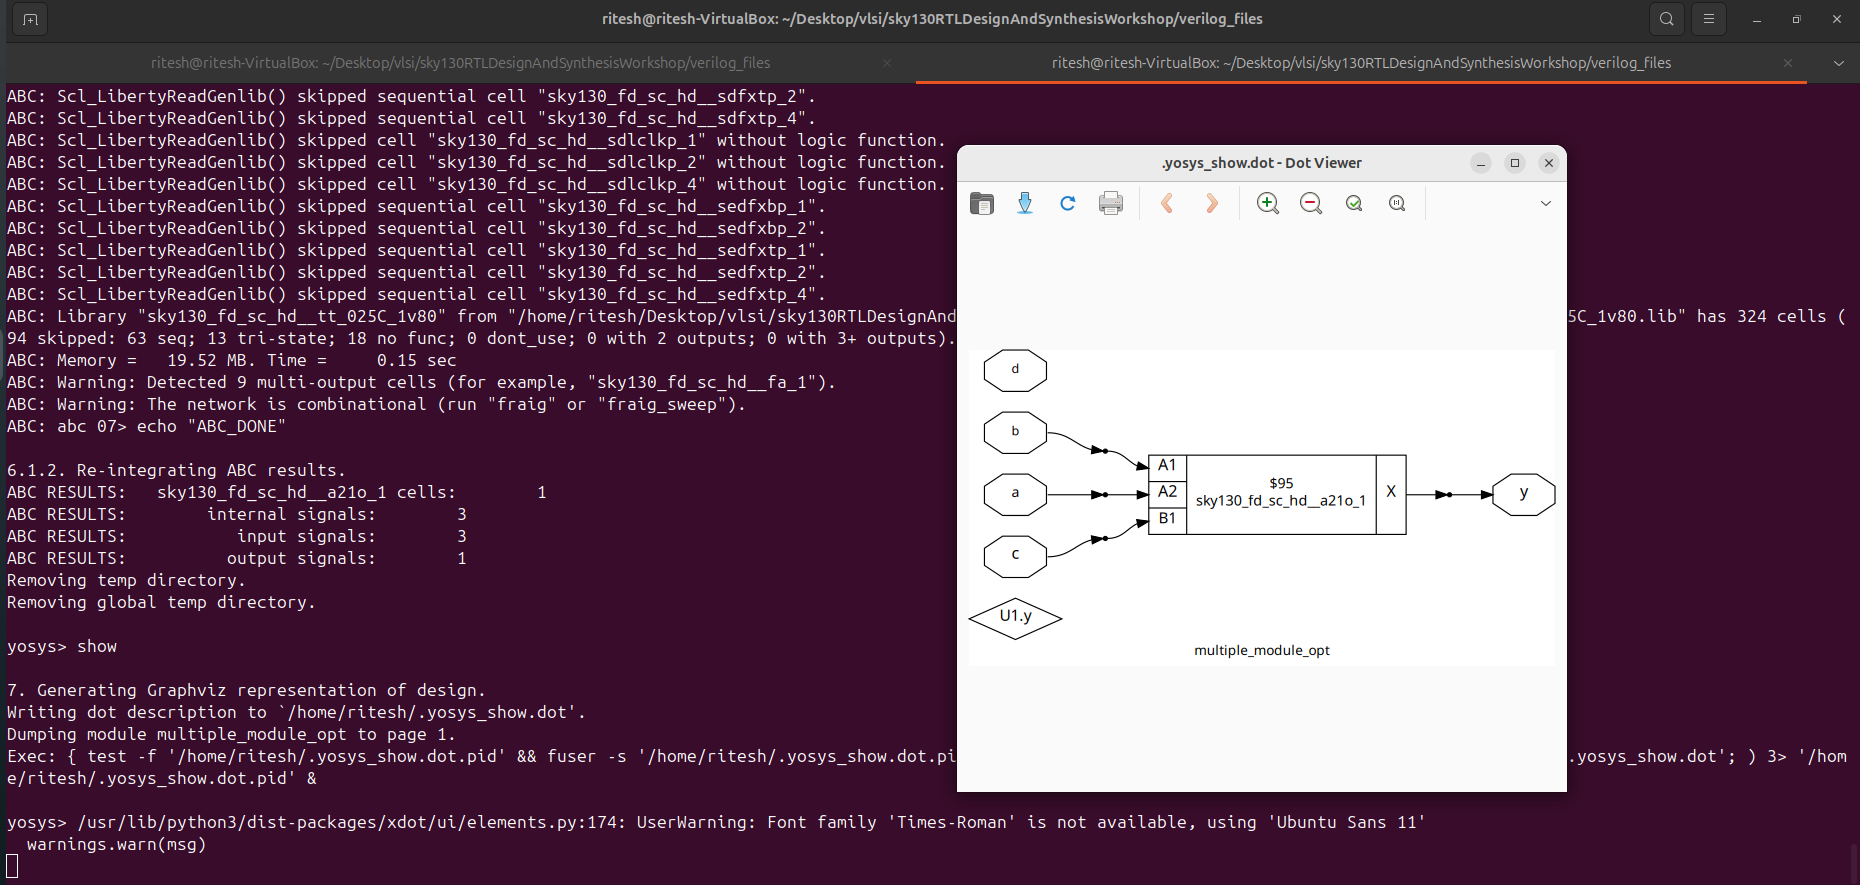 ritesh@ritesh-VirtualBox: ~/Desktop/vlsi/sky130RTLDesignAndSynthesisWorkshop/verilog_files
ritesh@ritesh-VirtualBox: ~/Desktop/vlsi/sky130RTLDesignAndSynthesisWorkshop/verilog_files
ritesh@ritesh-VirtualBox: ~/Desktop/vlsi/sky130RTLDesignAndSynthesisWorkshop/verilog_files
ABC: Scl_LibertyReadGenlib() skipped sequential cell "sky130_fd_sc_hd__sdfxtp_2".
ABC: Scl_LibertyReadGenlib() skipped sequential cell "sky130_fd_sc_hd__sdfxtp_4".
ABC: Scl_LibertyReadGenlib() skipped cell "sky130_fd_sc_hd__sdlclkp_1" without logic function.
ABC: Scl_LibertyReadGenlib() skipped cell "sky130_fd_sc_hd__sdlclkp_2" without logic function.
ABC: Scl_LibertyReadGenlib() skipped cell "sky130_fd_sc_hd__sdlclkp_4" without logic function.
ABC: Scl_LibertyReadGenlib() skipped sequential cell "sky130_fd_sc_hd__sedfxbp_1".
ABC: Scl_LibertyReadGenlib() skipped sequential cell "sky130_fd_sc_hd__sedfxbp_2".
ABC: Scl_LibertyReadGenlib() skipped sequential cell "sky130_fd_sc_hd__sedfxtp_1".
ABC: Scl_LibertyReadGenlib() skipped sequential cell "sky130_fd_sc_hd__sedfxtp_2".
ABC: Scl_LibertyReadGenlib() skipped sequential cell "sky130_fd_sc_hd__sedfxtp_4".
ABC: Library "sky130_fd_sc_hd__tt_025C_1v80" from "/home/ritesh/Desktop/vlsi/sky130RTLDesignAnd 5C_1v80.lib" has 324 cells (
94 skipped: 63 seq; 13 tri-state; 18 no func; 0 dont_use; 0 with 2 outputs; 0 with 3+ outputs).
ABC: Memory =   19.52 MB. Time =     0.15 sec
ABC: Warning: Detected 9 multi-output cells (for example, "sky130_fd_sc_hd__fa_1").
ABC: Warning: The network is combinational (run "fraig" or "fraig_sweep").
ABC: abc 07> echo "ABC_DONE"
6.1.2. Re-integrating ABC results.
ABC RESULTS:   sky130_fd_sc_hd__a21o_1 cells:        1
ABC RESULTS:        internal signals:        3
ABC RESULTS:           input signals:        3
ABC RESULTS:          output signals:        1
Removing temp directory.
Removing global temp directory.
yosys> show
7. Generating Graphviz representation of design.
Writing dot description to `/home/ritesh/.yosys_show.dot'.
Dumping module multiple_module_opt to page 1.
Exec: { test -f '/home/ritesh/.yosys_show.dot.pid' && fuser -s '/home/ritesh/.yosys_show.dot.pi .yosys_show.dot'; ) 3> '/hom
e/ritesh/.yosys_show.dot.pid' &
yosys> /usr/lib/python3/dist-packages/xdot/ui/elements.py:174: UserWarning: Font family 'Times-Roman' is not available, using 'Ubuntu Sans 11'
warnings.warn(msg)
.yosys_show.dot - Dot Viewer
d
b
a
c
U1.y
A1
A2
B1
$95
sky130_fd_sc_hd__a21o_1
X
y
multiple_module_opt